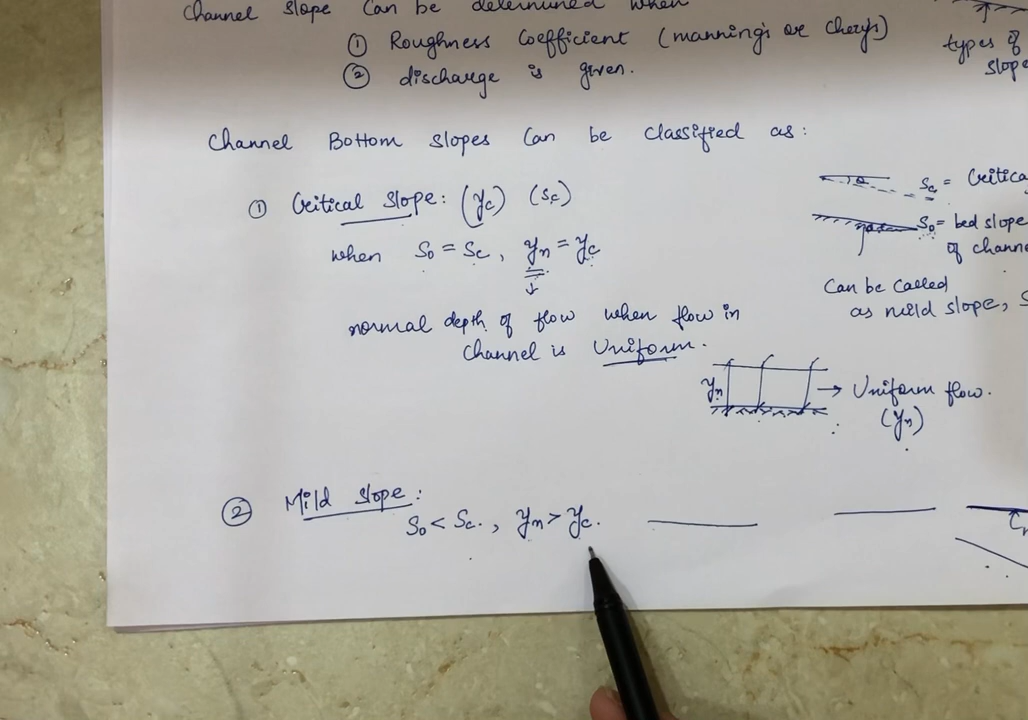 Channel slope can be determined when
① Roughness Coefficient (manning's or Chezy's)
② discharge is given.
types of
slope
Channel Bottom slopes can be classified as:
① Critical slope: (yc) (Sc)
when So = Sc, yn = yc
normal depth of flow when flow in
channel is Uniform.
Sc = Critica
So = bed slope
of channe
Can be called
as mild slope, S
yn
Uniform flow.
(yn)
② Mild slope:
So < Sc., yn > yc.